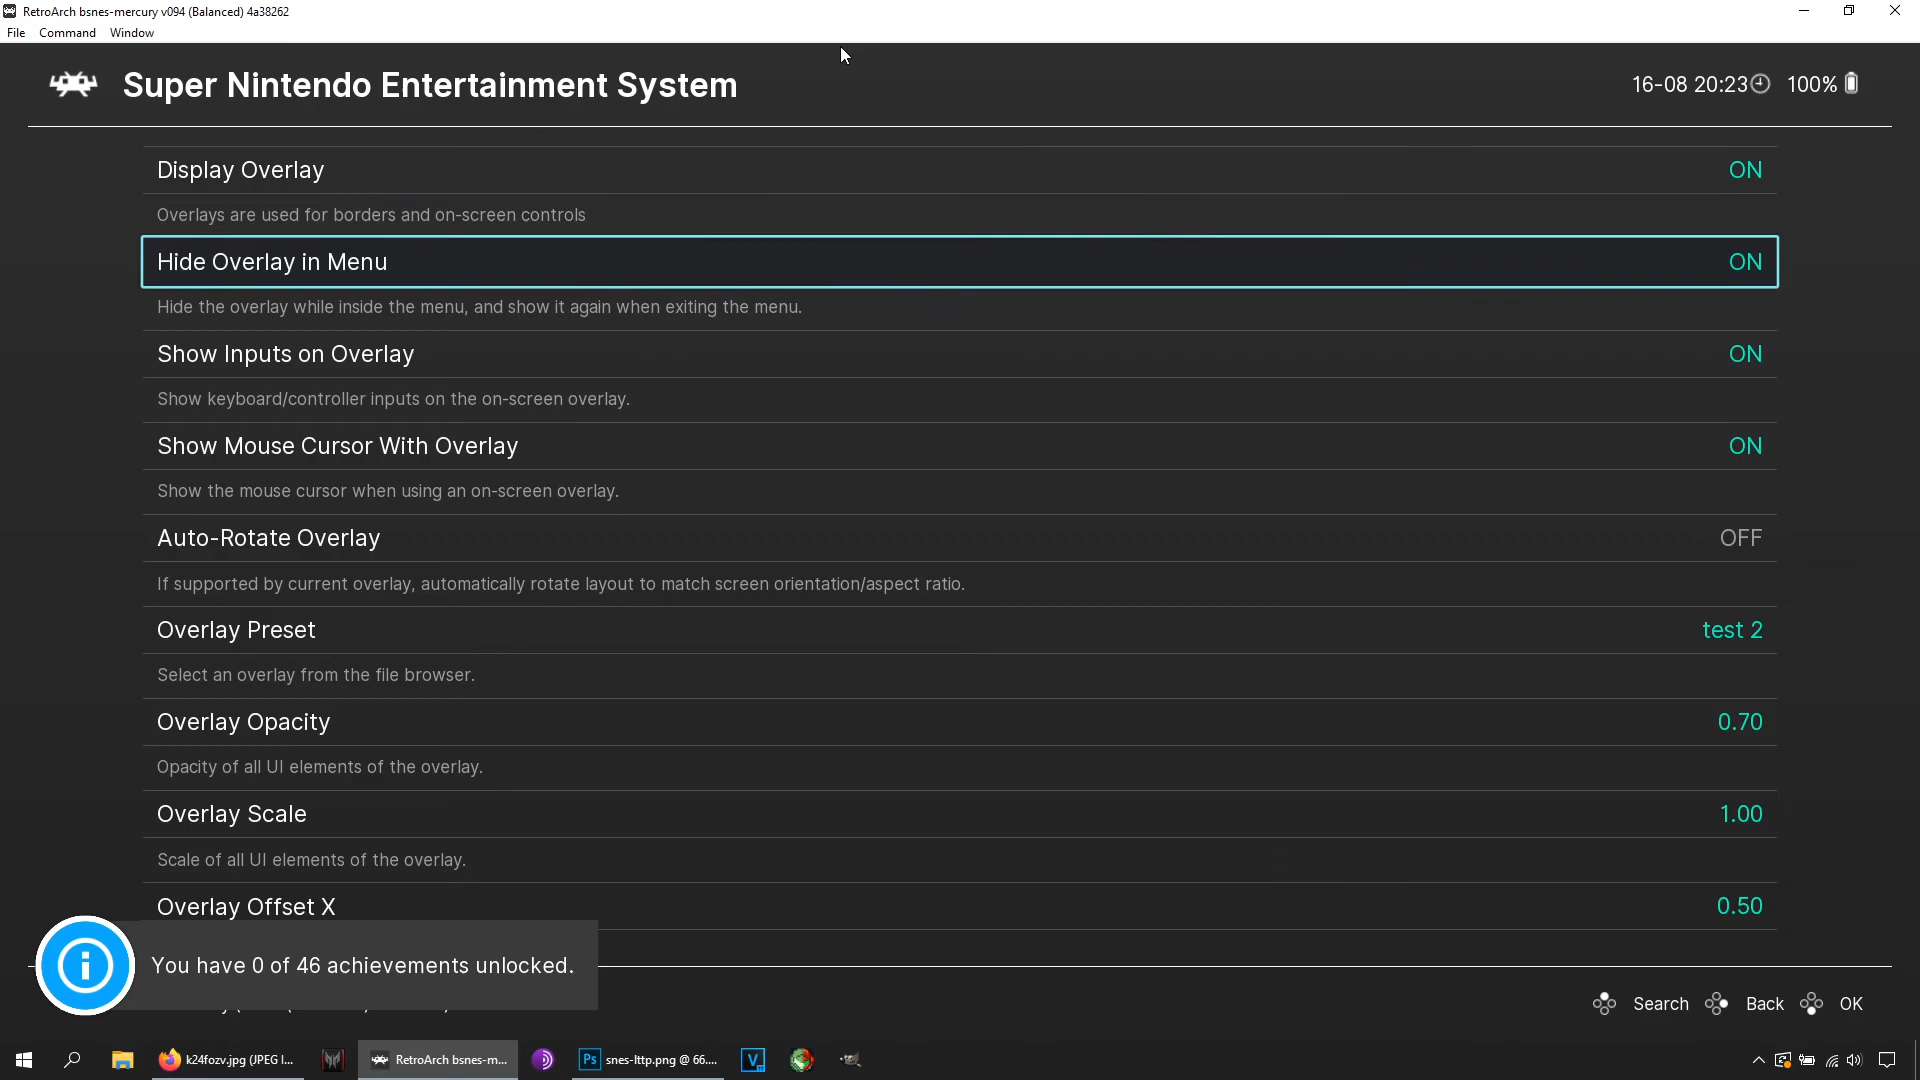 RetroArch bsnes-mercury v094 (Balanced) 4a38262
File Command Window
Super Nintendo Entertainment System
16-08 20:23 100%
Display Overlay ON
Overlays are used for borders and on-screen controls
Hide Overlay in Menu ON
Hide the overlay while inside the menu, and show it again when exiting the menu.
Show Inputs on Overlay ON
Show keyboard/controller inputs on the on-screen overlay.
Show Mouse Cursor With Overlay ON
Show the mouse cursor when using an on-screen overlay.
Auto-Rotate Overlay OFF
If supported by current overlay, automatically rotate layout to match screen orientation/aspect ratio.
Overlay Preset test 2
Select an overlay from the file browser.
Overlay Opacity 0.70
Opacity of all UI elements of the overlay.
Overlay Scale 1.00
Scale of all UI elements of the overlay.
Overlay Offset X 0.50
You have 0 of 46 achievements unlocked.
Search Back OK
k24fozv.jpg (JPEG I... RetroArch bsnes-m... Ps snes-lttp.png @ 66.... V